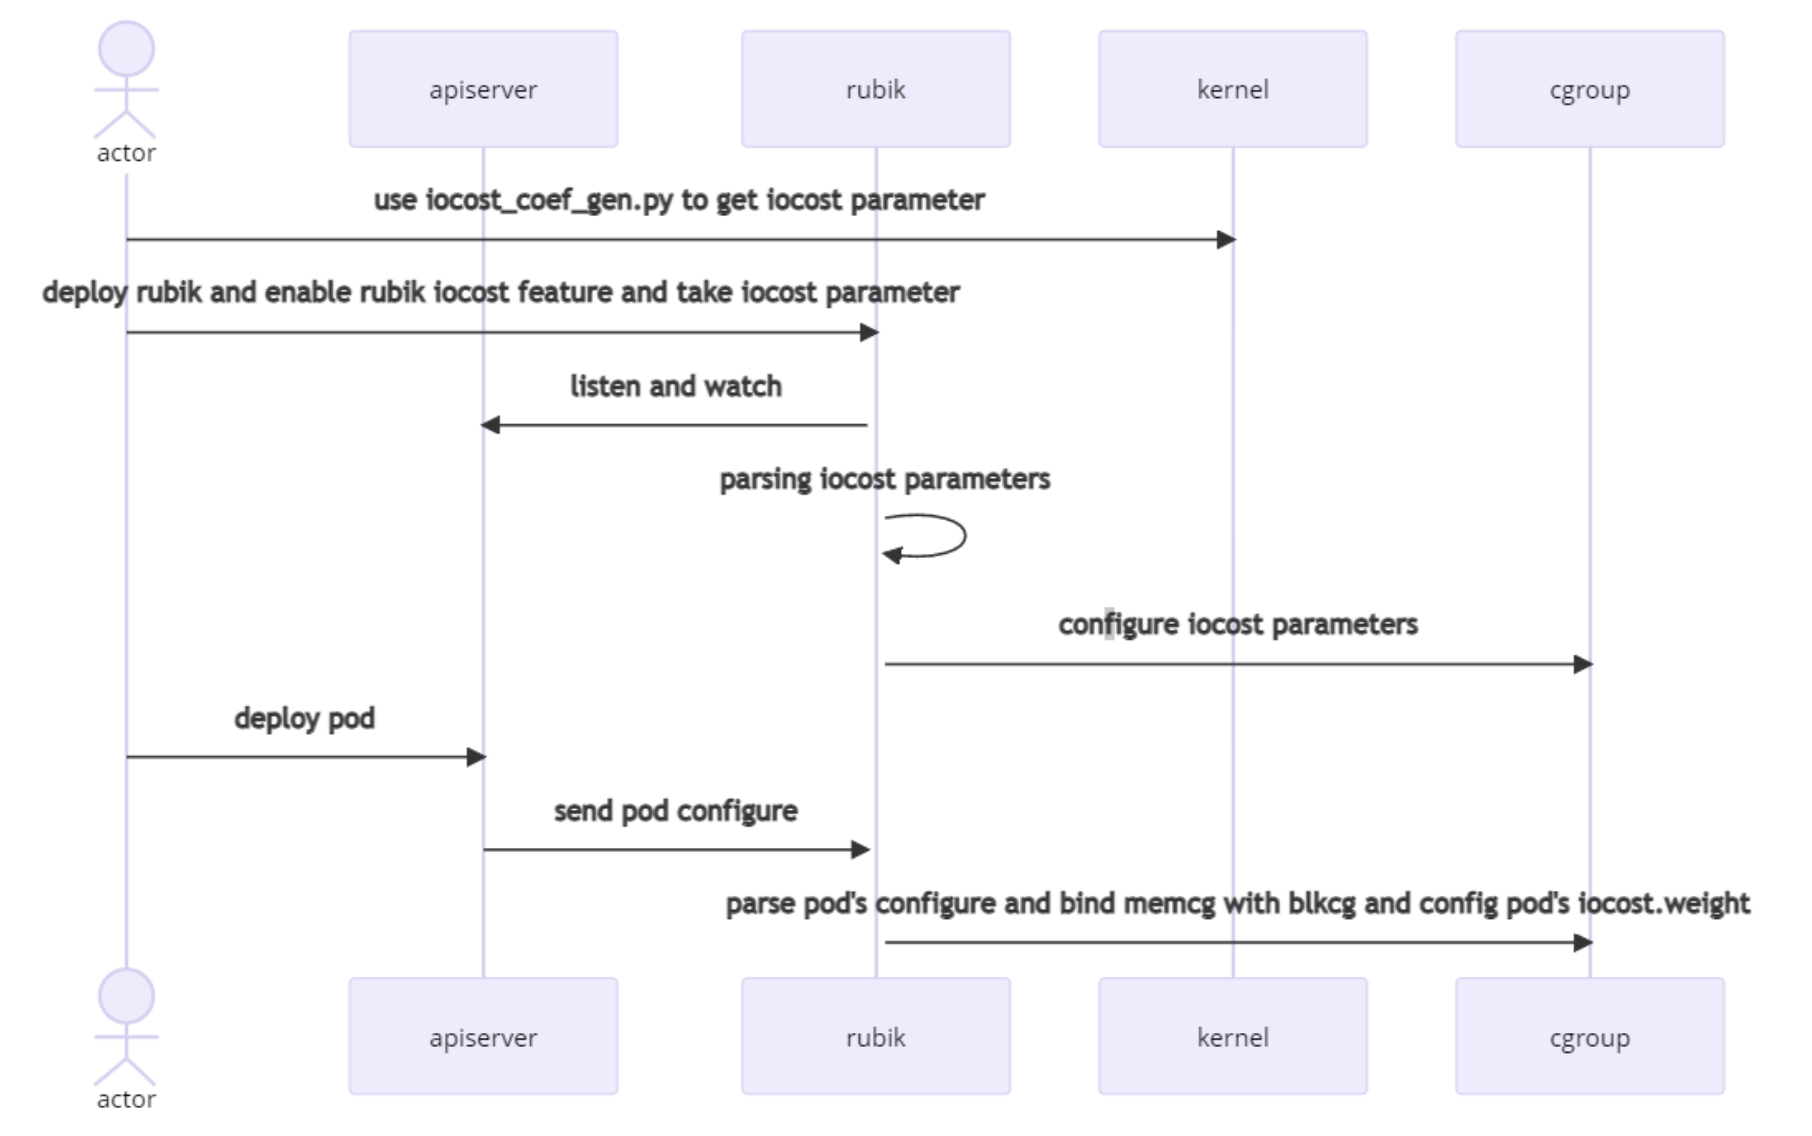 apiserver
rubik
kernel
cgroup
actor
use iocost_coef_gen.py to get iocost parameter
deploy rubik and enable rubik iocost feature and take iocost parameter
listen and watch
parsing iocost parameters
configure iocost parameters
deploy pod
send pod configure
parse pod's configure and bind memcg with blkcg and config pod's iocost.weight
apiserver
rubik
kernel
cgroup
actor